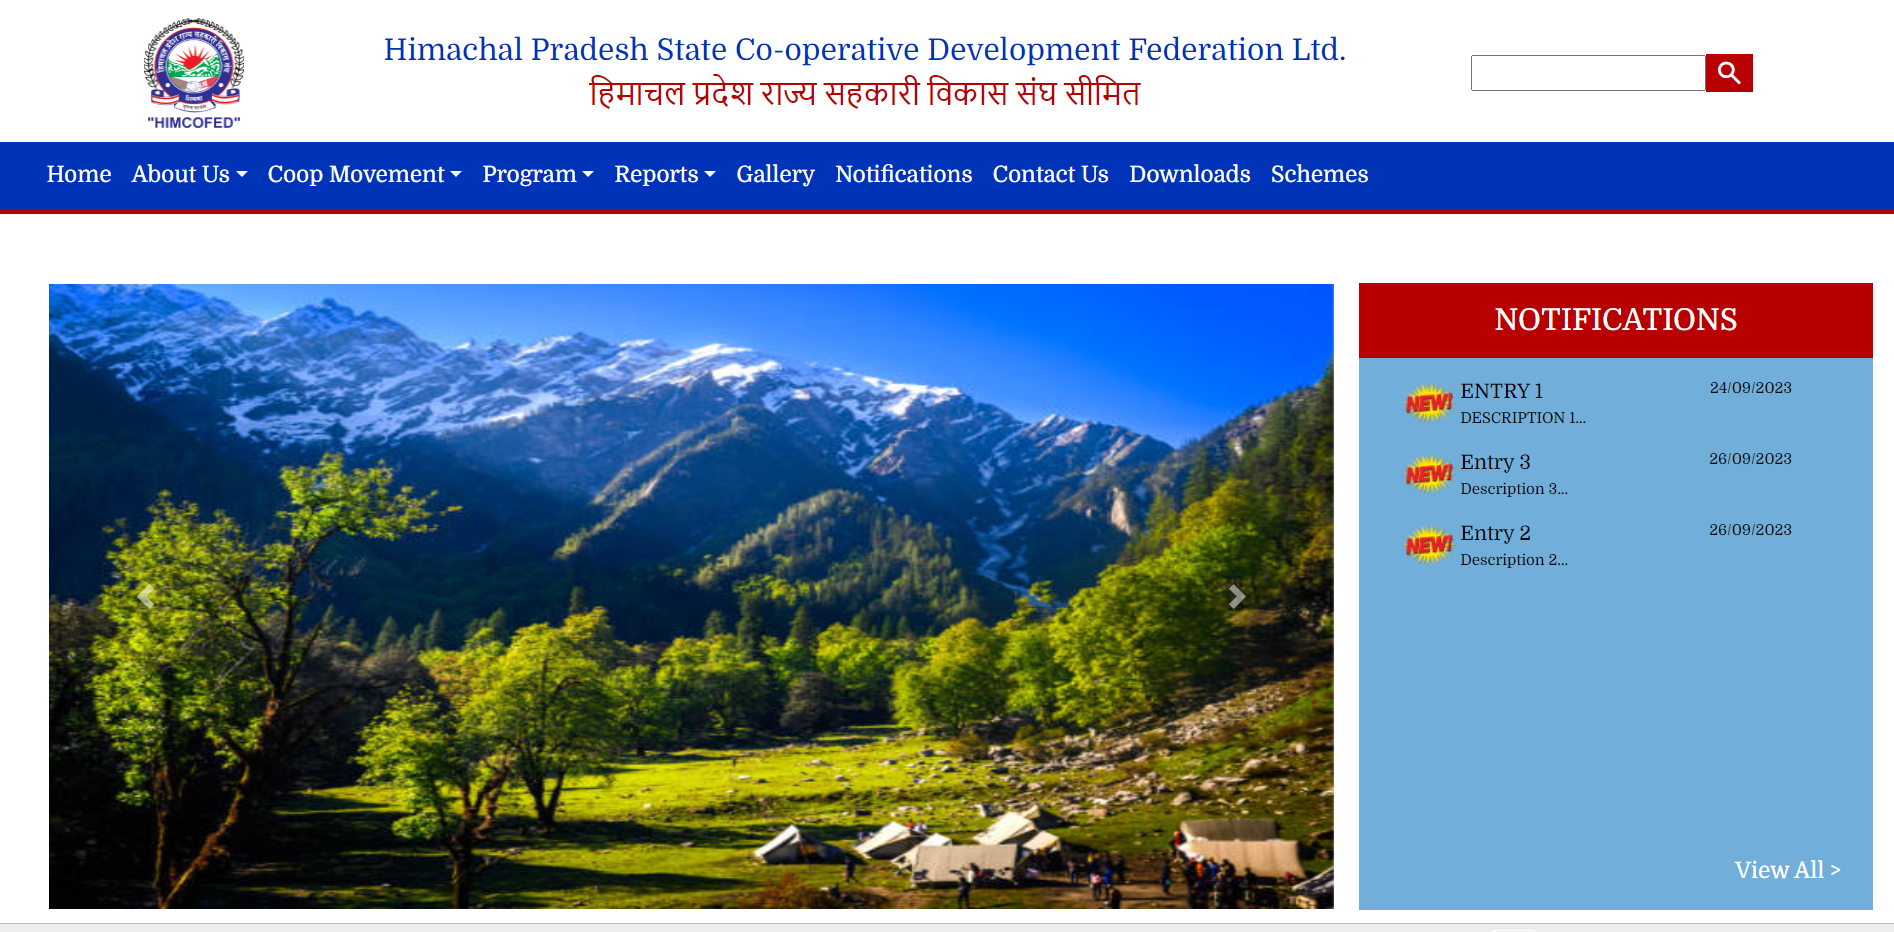 "HIMCOFED"
Himachal Pradesh State Co-operative Development Federation Ltd.
हिमाचल प्रदेश राज्य सहकारी विकास संघ सीमित
Home About Us Coop Movement Program Reports Gallery Notifications Contact Us Downloads Schemes
NOTIFICATIONS
NEW! ENTRY 1 24/09/2023
DESCRIPTION 1...
NEW! Entry 3 26/09/2023
Description 3...
NEW! Entry 2 26/09/2023
Description 2...
View All >